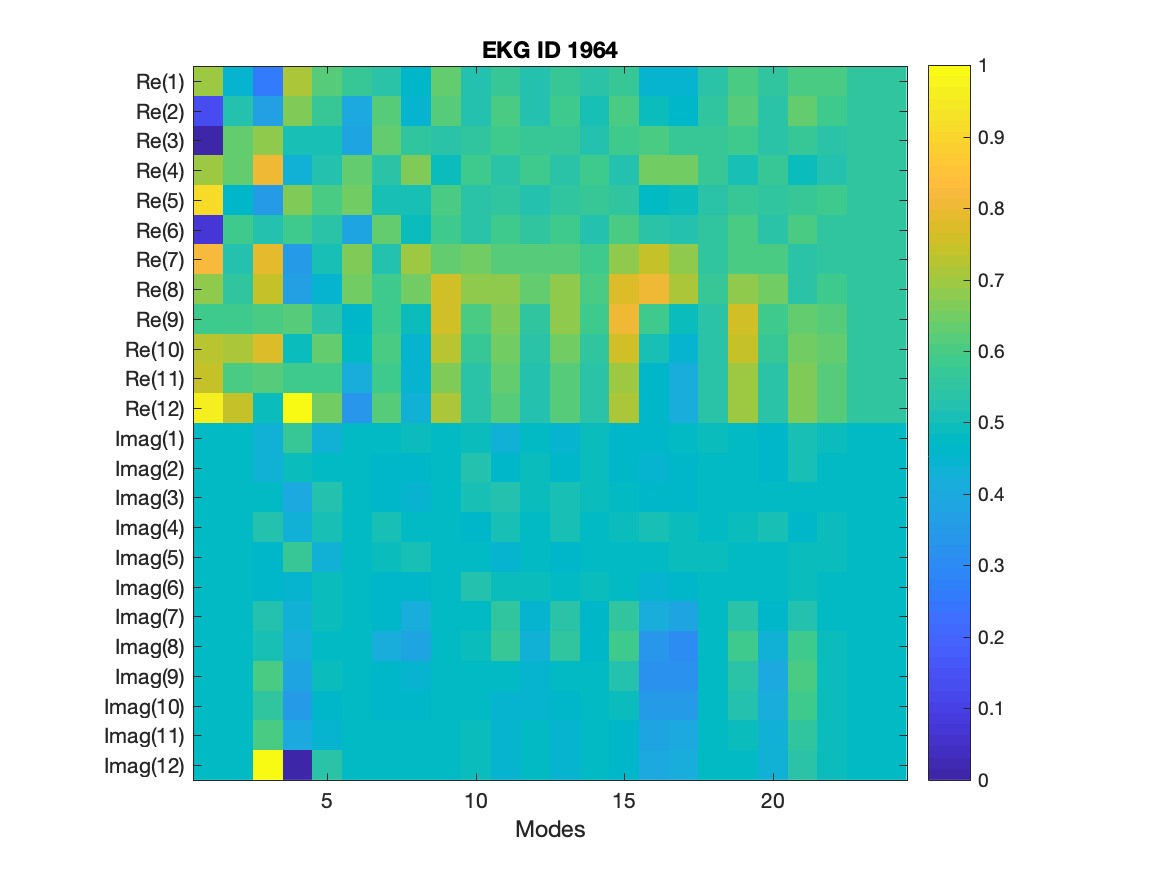 EKG ID 1964
Re(1)
Re(2)
Re(3)
Re(4)
Re(5)
Re(6)
Re(7)
Re(8)
Re(9)
Re(10)
Re(11)
Re(12)
Imag(1)
Imag(2)
Imag(3)
Imag(4)
Imag(5)
Imag(6)
Imag(7)
Imag(8)
Imag(9)
Imag(10)
Imag(11)
Imag(12)
5 10 15 20
Modes
1
0.9
0.8
0.7
0.6
0.5
0.4
0.3
0.2
0.1
0